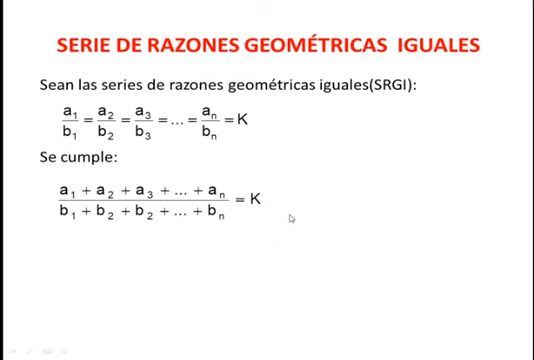 SERIE DE RAZONES GEOMÉTRICAS IGUALES
Sean las series de razones geométricas iguales(SRGI):
a₁/b₁ = a₂/b₂ = a₃/b₃ = ... = aₙ/bₙ = K
Se cumple:
(a₁ + a₂ + a₃ + ... + aₙ)/(b₁ + b₂ + b₂ + ... + bₙ) = K